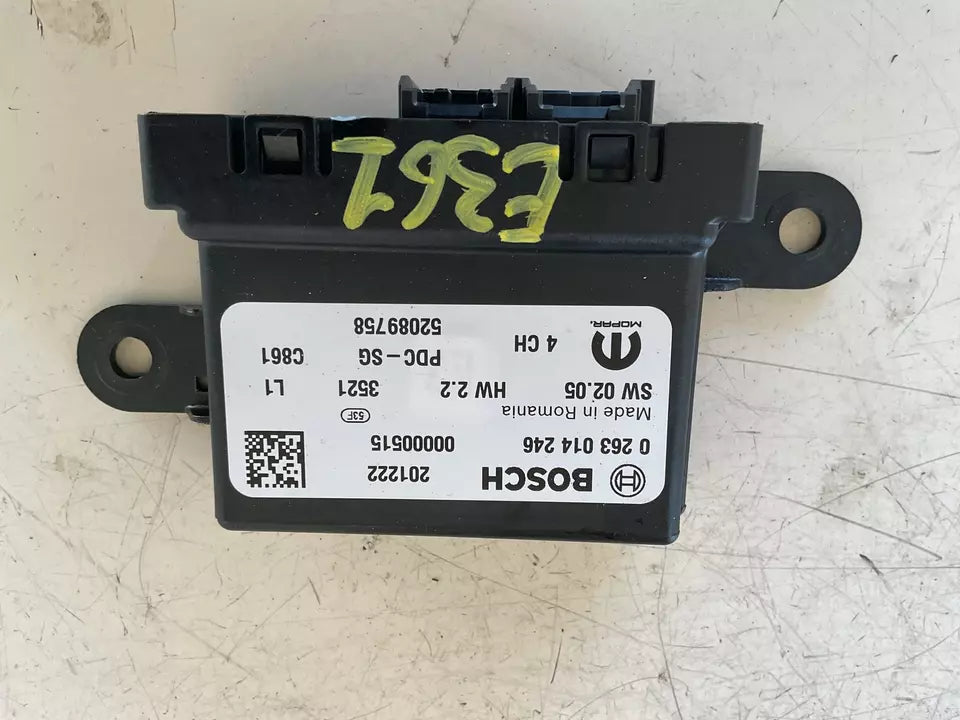 BOSCH 201222
0 263 014 246 00000515
Made in Romania 53F
SW 02.05 HW 2.2 3521 L1
4 CH PDC-SG C861
MOPAR. 52089758
E361